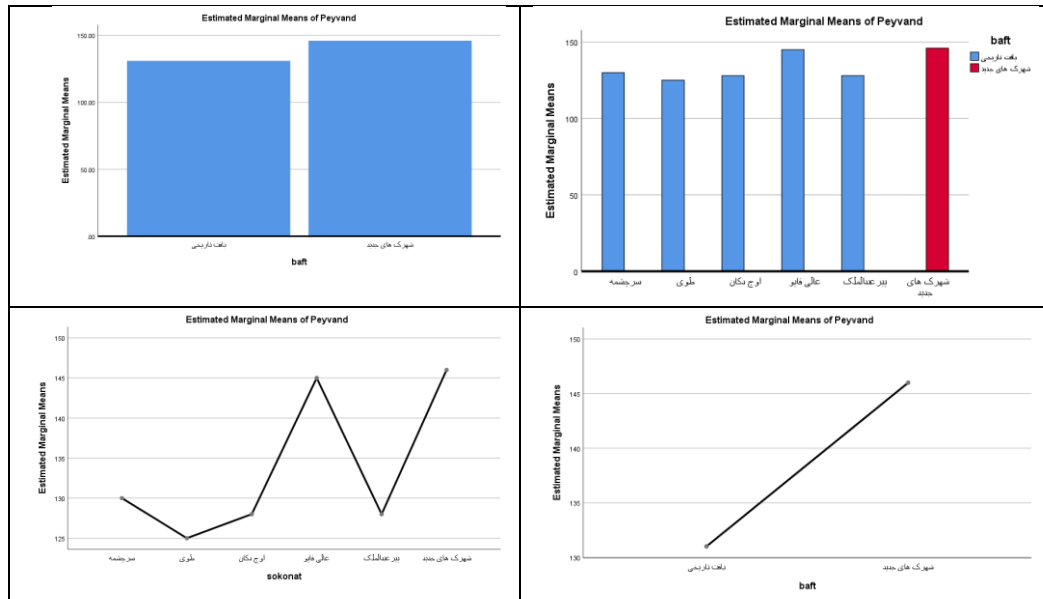 Estimated Marginal Means of Peyvand
Estimated Marginal Means
150.00
100.00
50.00
.00
بافت تاریخی
شهرک های جدید
baft
Estimated Marginal Means of Peyvand
Estimated Marginal Means
150
100
50
0
سرچشمه
طوی
اوچ دکان
عالی قاپو
پیر عبدالملک
شهرک های
جدید
baft
بافت تاریخی
شهرک های جدید
Estimated Marginal Means of Peyvand
Estimated Marginal Means
150
145
140
135
130
125
سرچشمه
طوی
اوچ دکان
عالی قاپو
پیر عبدالملک
شهرک های جدید
sokonat
Estimated Marginal Means of Peyvand
Estimated Marginal Means
150
145
140
135
130
بافت تاریخی
شهرک های جدید
baft